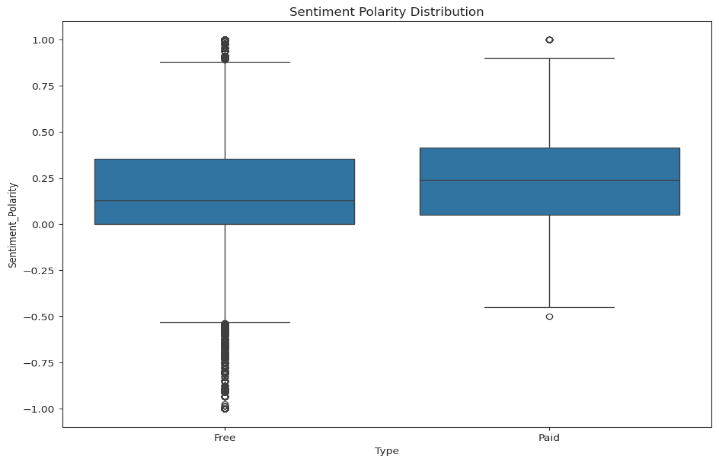 Sentiment Polarity Distribution
1.00
0.75
0.50
0.25
0.00
−0.25
−0.50
−0.75
−1.00
Sentiment_Polarity
Free
Paid
Type